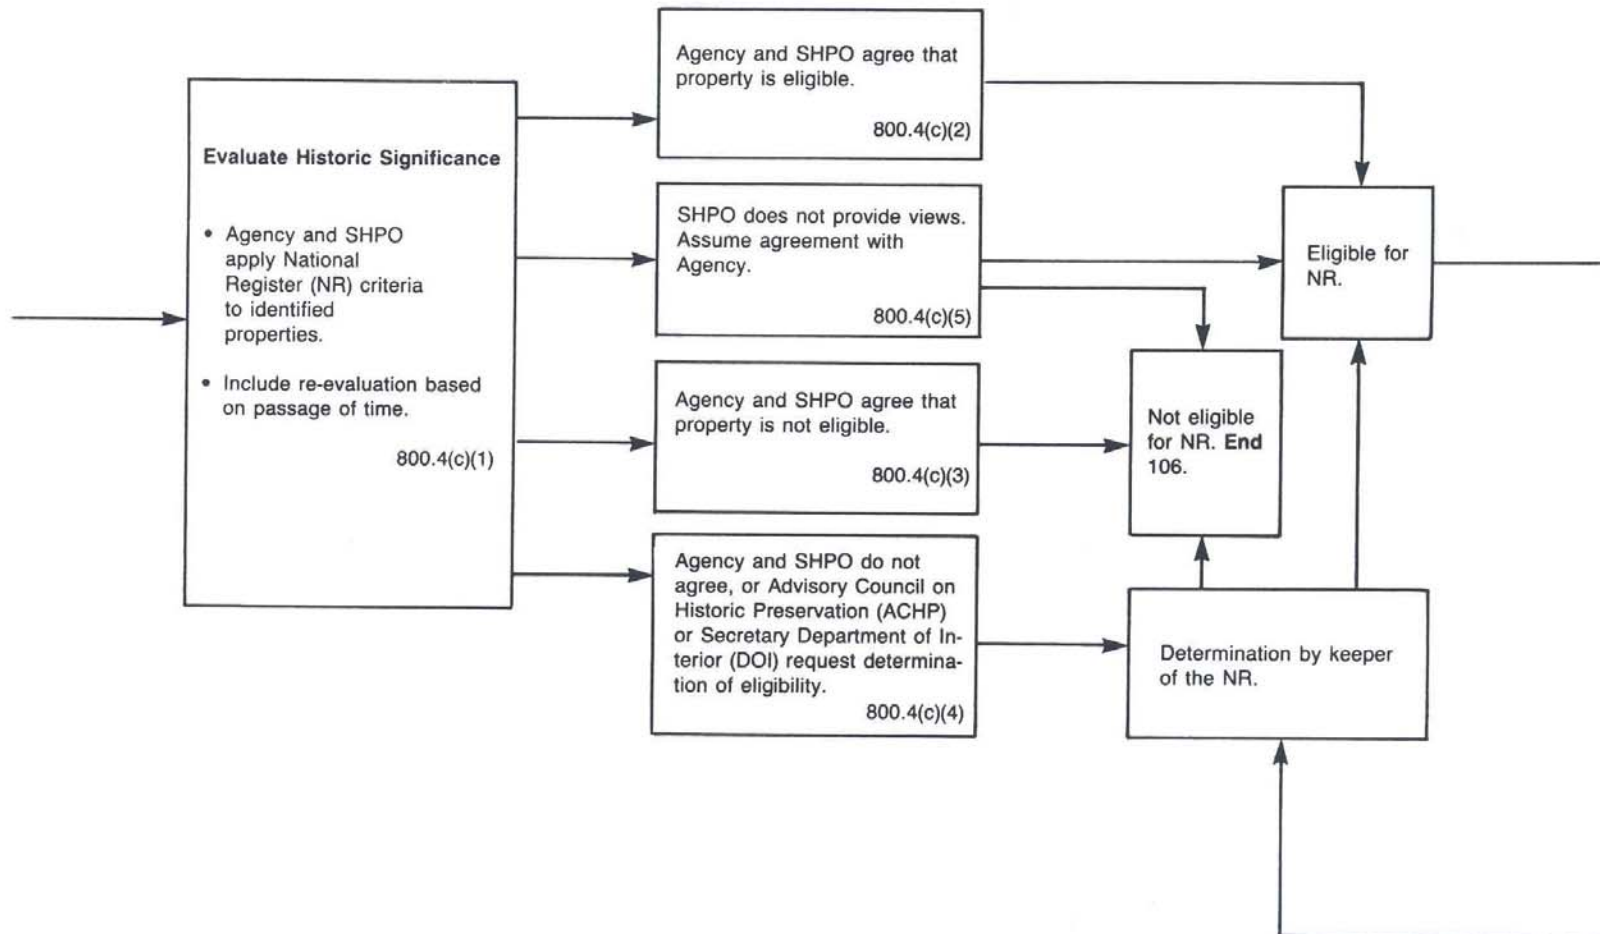 Evaluate Historic Significance
• Agency and SHPO
apply National
Register (NR) criteria
to identified
properties.
• Include re-evaluation based
on passage of time.
800.4(c)(1)
Agency and SHPO agree that
property is eligible.
800.4(c)(2)
SHPO does not provide views.
Assume agreement with
Agency.
800.4(c)(5)
Agency and SHPO agree that
property is not eligible.
800.4(c)(3)
Agency and SHPO do not
agree, or Advisory Council on
Historic Preservation (ACHP)
or Secretary Department of In-
terior (DOI) request determina-
tion of eligibility.
800.4(c)(4)
Eligible for
NR.
Not eligible
for NR. End
106.
Determination by keeper
of the NR.